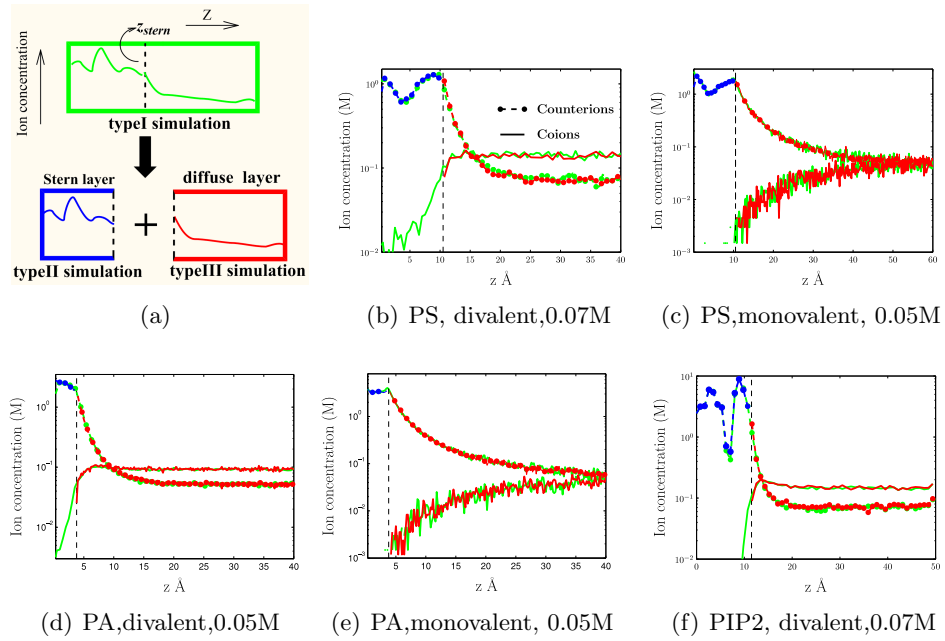 Z
z_stern
Ion concentration
typeI simulation
Stern layer
diffuse layer
+
typeII simulation
typeIII simulation
(a)
Ion concentration (M)
10^0
10^-1
10^-2
Counterions
Coions
0 5 10 15 20 25 30 35 40
z Å
(b) PS, divalent,0.07M
Ion concentration (M)
10^0
10^-1
10^-2
10^-3
0 10 20 30 40 50 60
z Å
(c) PS,monovalent, 0.05M
Ion concentration (M)
10^0
10^-1
10^-2
5 10 15 20 25 30 35 40
z Å
(d) PA,divalent,0.05M
Ion concentration (M)
10^0
10^-1
10^-2
10^-3
5 10 15 20 25 30 35 40
z Å
(e) PA,monovalent, 0.05M
Ion concentration (M)
10^1
10^0
10^-1
10^-2
0 10 20 30 40 50
z Å
(f) PIP2, divalent,0.07M